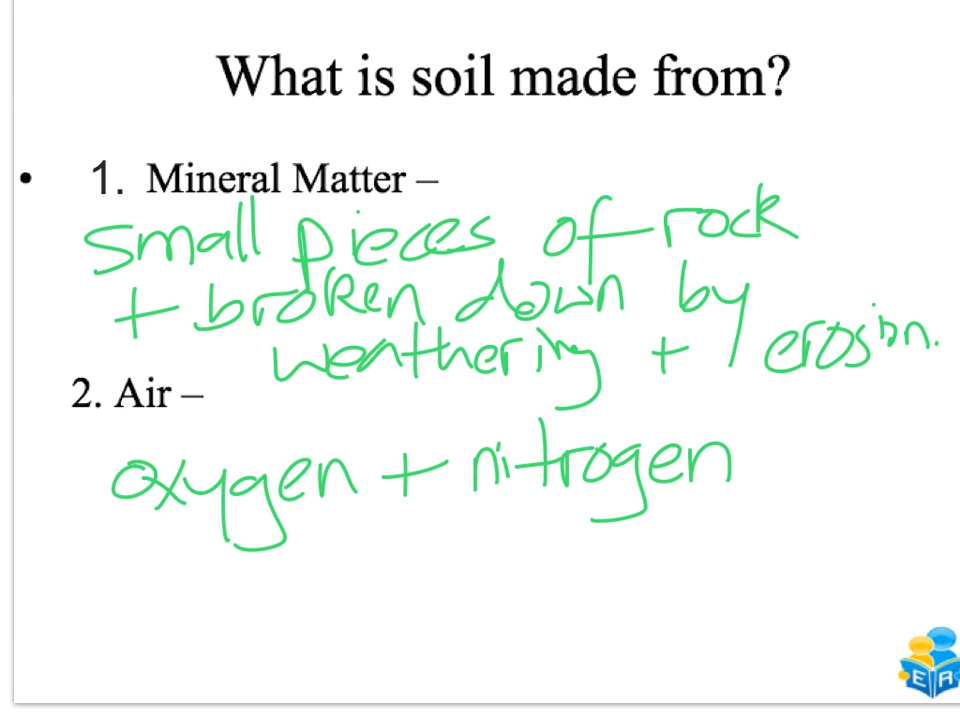 What is soil made from?
• 1. Mineral Matter –
small pieces of rock
+ broken down by
weathering + erosion.
2. Air –
oxygen + nitrogen
E R